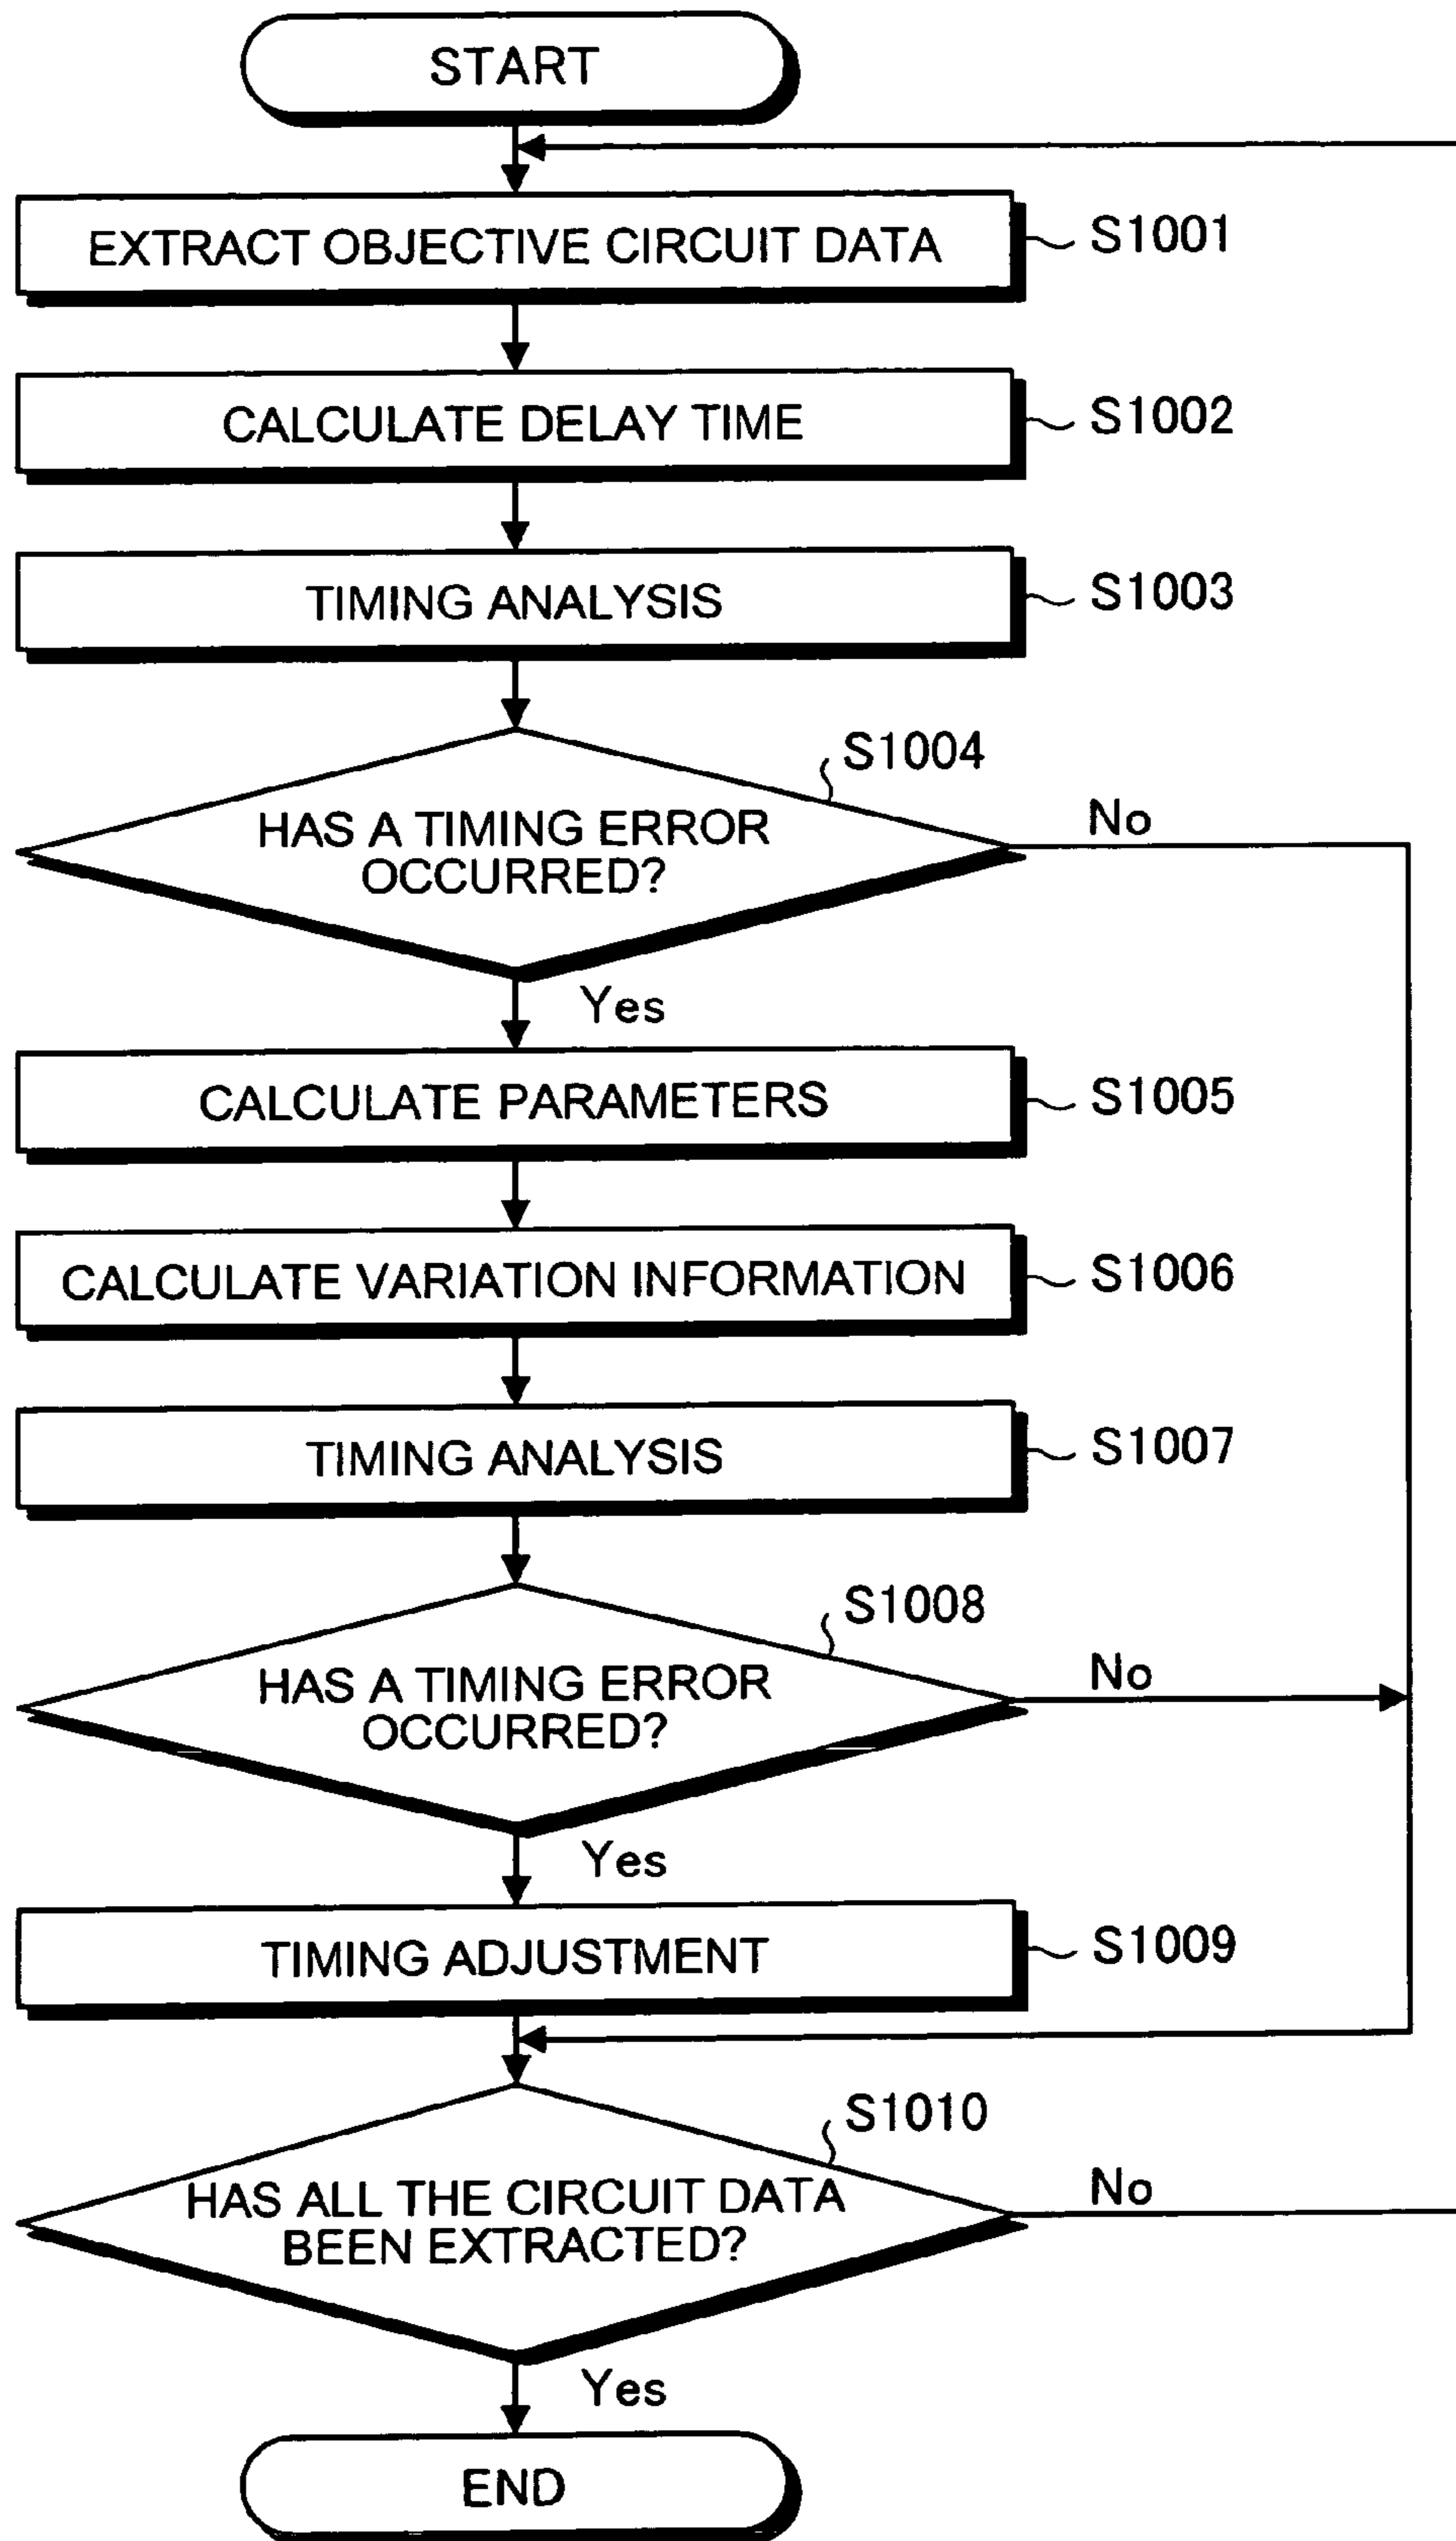 START
EXTRACT OBJECTIVE CIRCUIT DATA
S1001
CALCULATE DELAY TIME
S1002
TIMING ANALYSIS
S1003
S1004
HAS A TIMING ERROR
OCCURRED?
No
Yes
CALCULATE PARAMETERS
S1005
CALCULATE VARIATION INFORMATION
S1006
TIMING ANALYSIS
S1007
S1008
HAS A TIMING ERROR
OCCURRED?
No
Yes
TIMING ADJUSTMENT
S1009
S1010
HAS ALL THE CIRCUIT DATA
BEEN EXTRACTED?
No
Yes
END